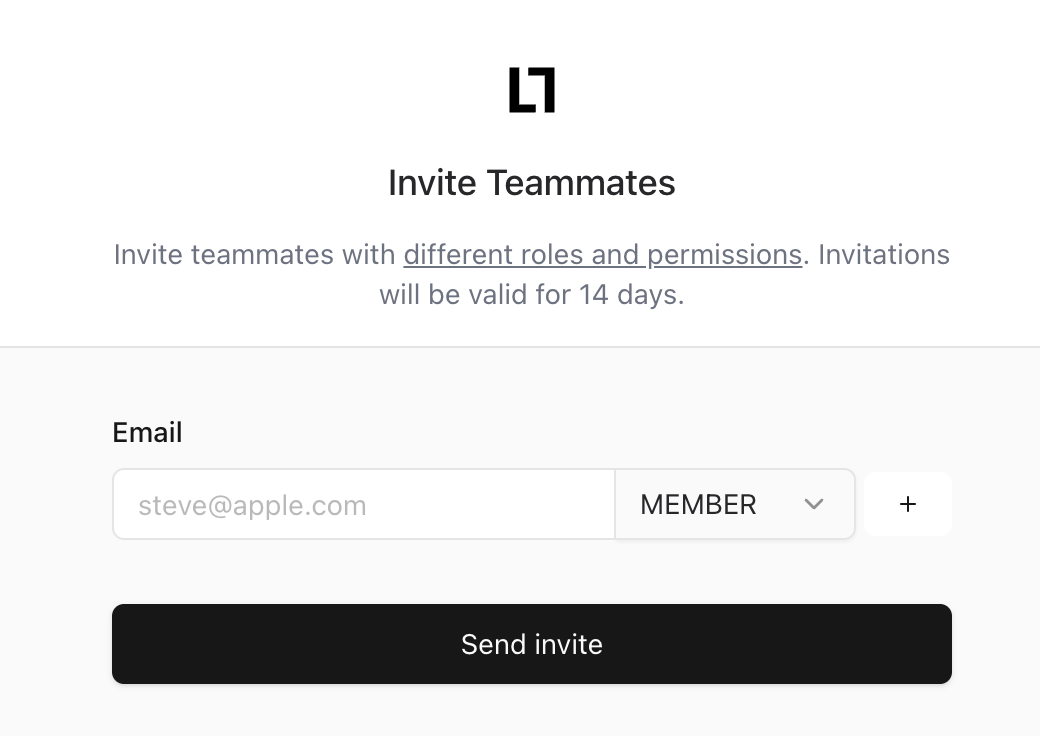 Invite Teammates
Invite teammates with different roles and permissions. Invitations
will be valid for 14 days.
Email
steve@apple.com MEMBER +
Send invite